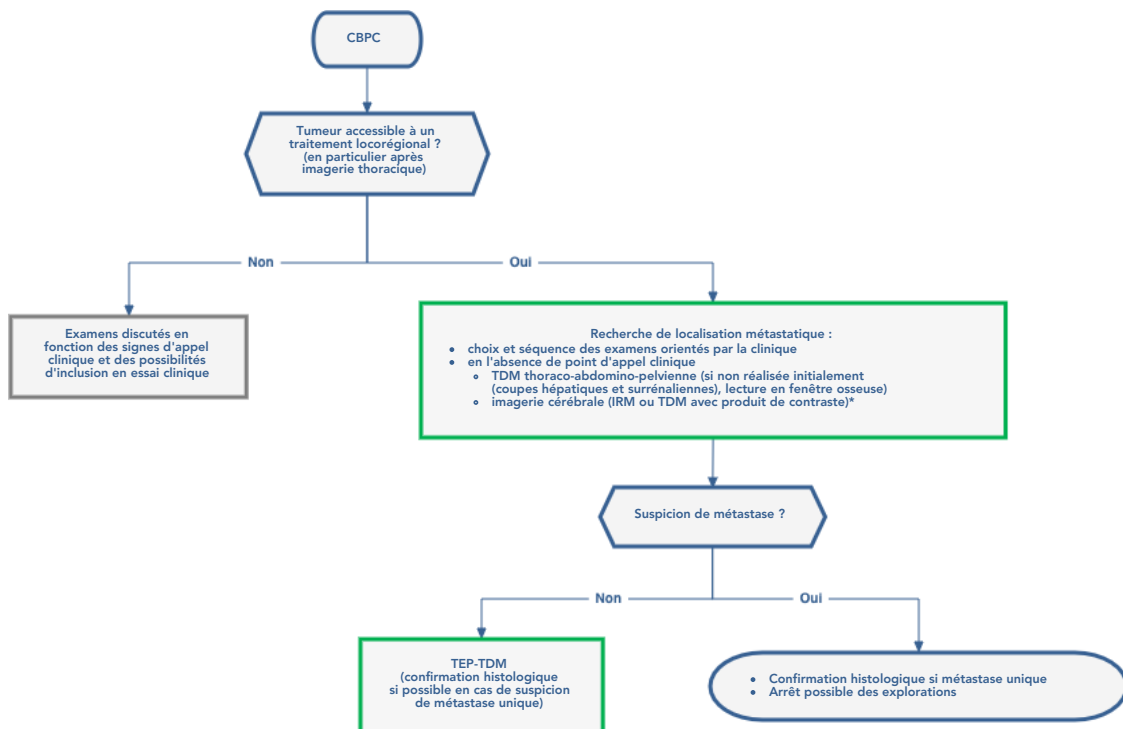 CBPC
Tumeur accessible à un
traitement locorégional ?
(en particulier après
imagerie thoracique)
Non
Oui
Examens discutés en
fonction des signes d'appel
clinique et des possibilités
d'inclusion en essai clinique
Recherche de localisation métastatique :
• choix et séquence des examens orientés par la clinique
• en l'absence de point d'appel clinique
◦ TDM thoraco-abdomino-pelvienne (si non réalisée initialement
(coupes hépatiques et surrénaliennes), lecture en fenêtre osseuse)
◦ imagerie cérébrale (IRM ou TDM avec produit de contraste)*
Suspicion de métastase ?
Non
Oui
TEP-TDM
(confirmation histologique
si possible en cas de suspicion
de métastase unique)
• Confirmation histologique si métastase unique
• Arrêt possible des explorations